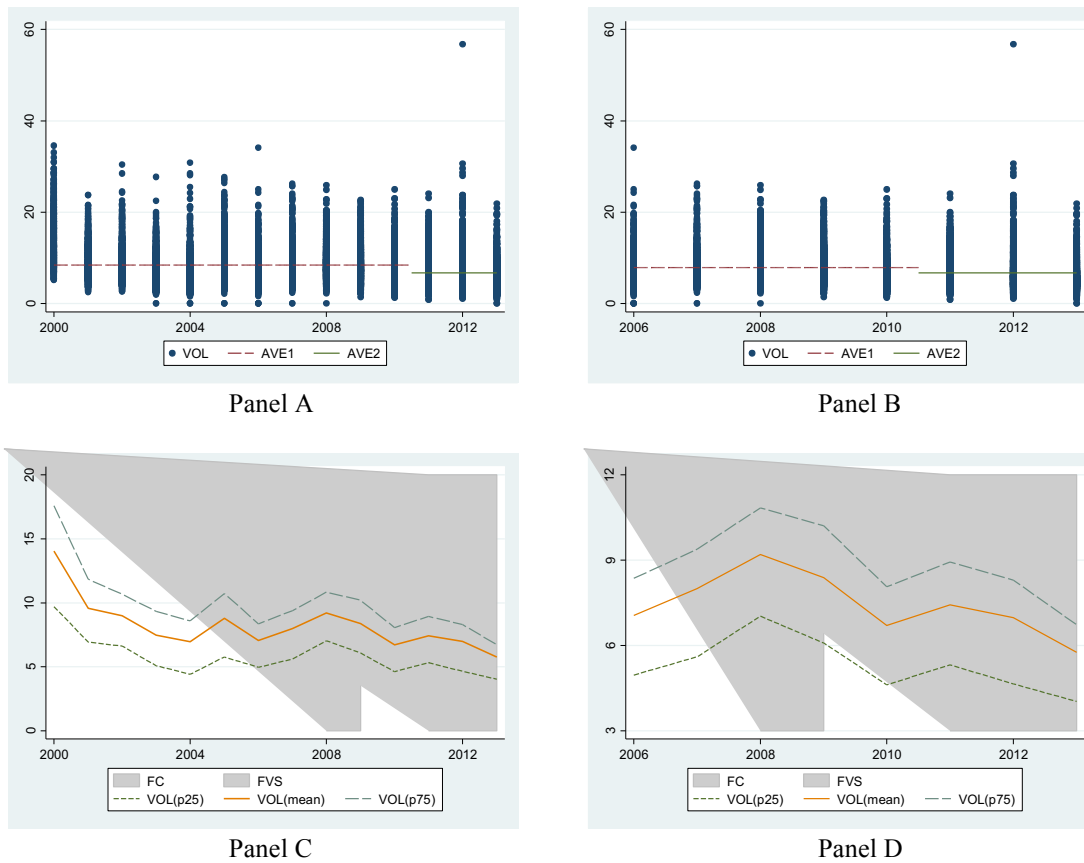 60
40
20
0
2000 2004 2008 2012
VOL AVE1 AVE2
Panel A
60
40
20
0
2006 2008 2010 2012
VOL AVE1 AVE2
Panel B
20
15
10
5
0
2000 2004 2008 2012
FC FVS
VOL(p25) VOL(mean) VOL(p75)
Panel C
12
9
6
3
2006 2008 2010 2012
FC FVS
VOL(p25) VOL(mean) VOL(p75)
Panel D